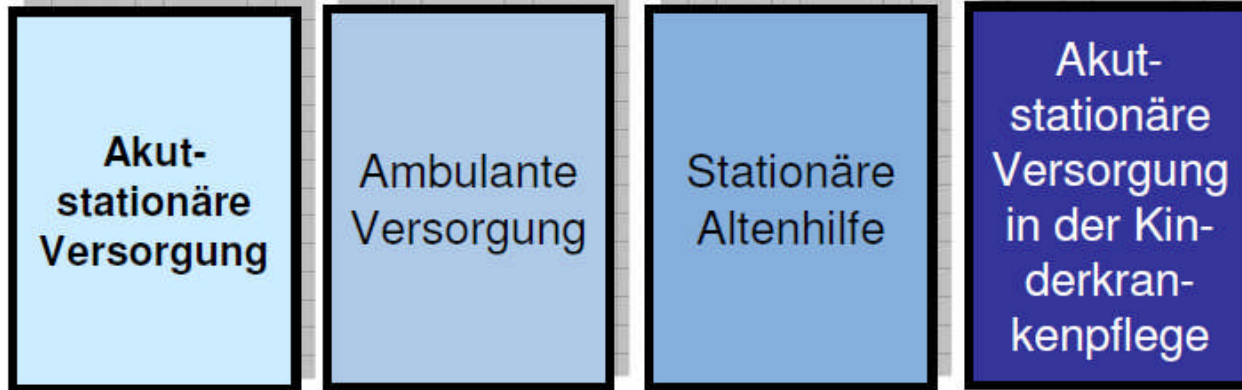 Akut-
stationäre
Versorgung
Ambulante
Versorgung
Stationäre
Altenhilfe
Akut-
stationäre
Versorgung
in der Kin-
derkran-
kenpflege